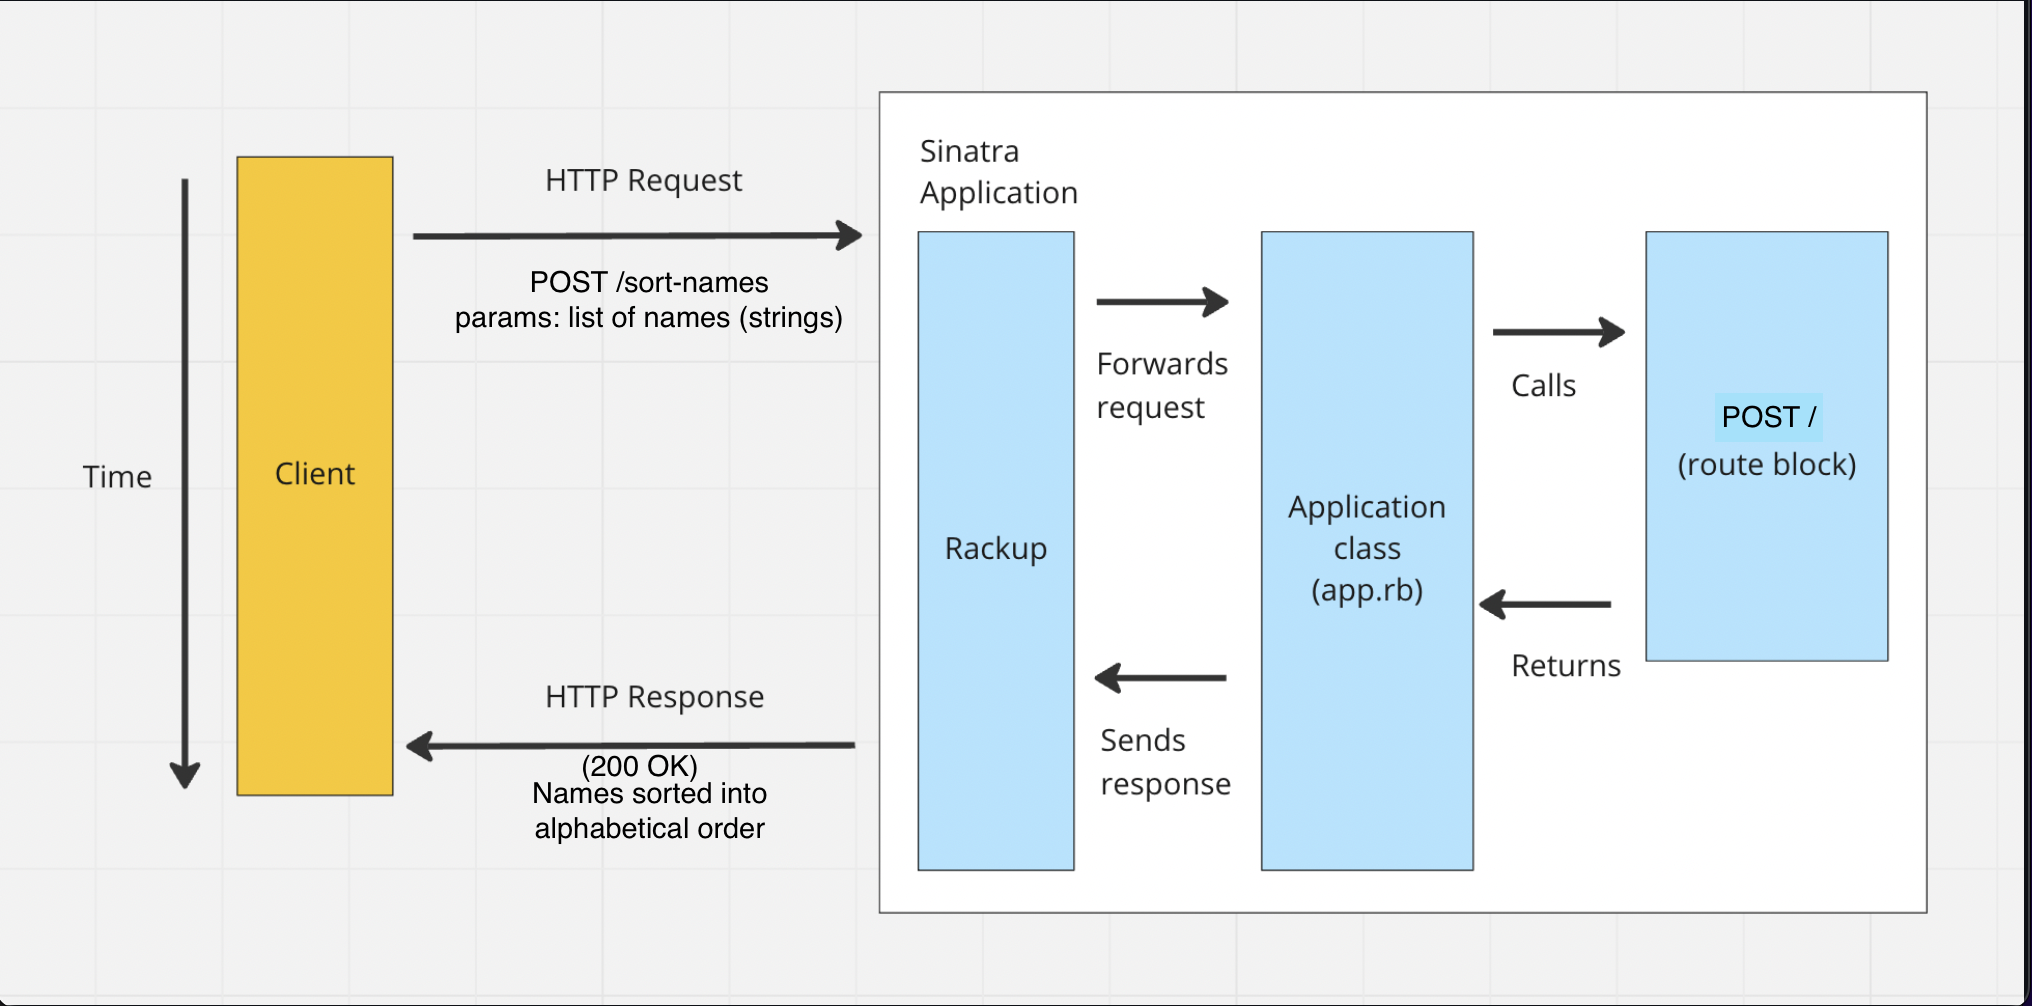 Time
Client
HTTP Request
POST /sort-names
params: list of names (strings)
HTTP Response
(200 OK)
Names sorted into
alphabetical order
Sinatra
Application
Rackup
Forwards
request
Sends
response
Application
class
(app.rb)
Calls
Returns
POST /
(route block)